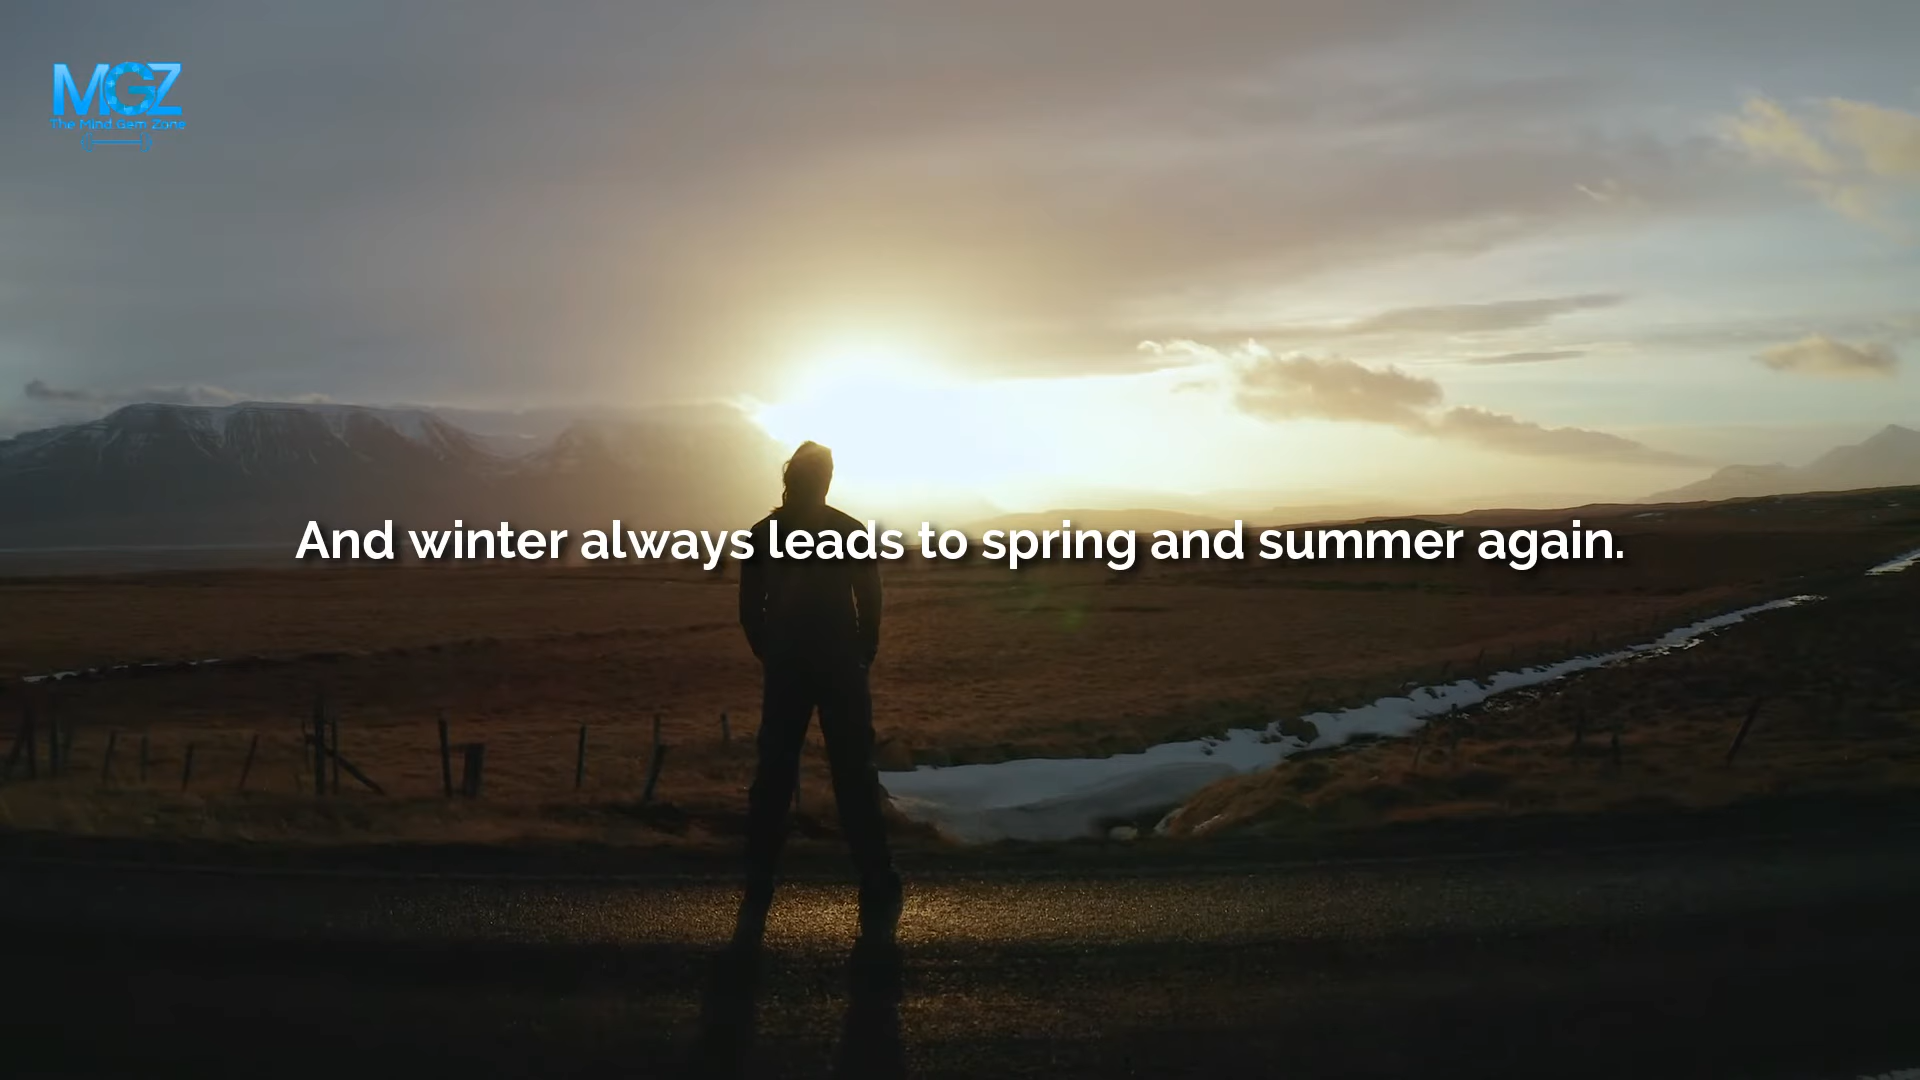 MGZ
The Mind Gem Zone
And winter always leads to spring and summer again.